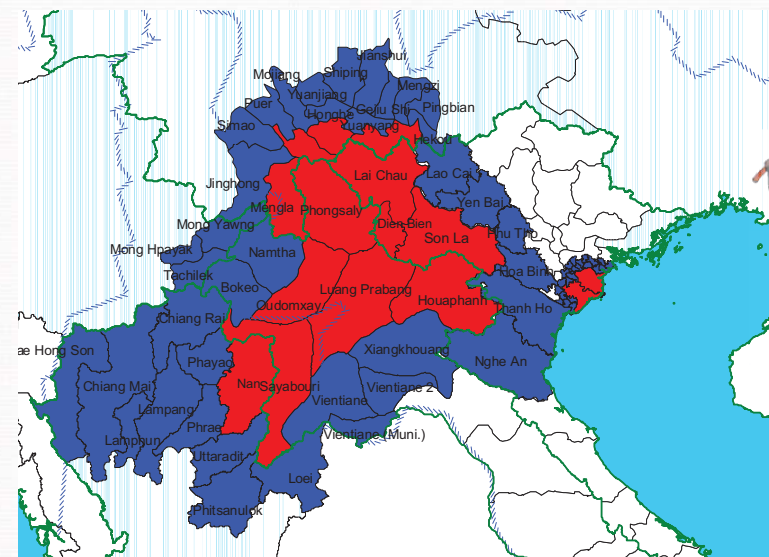 Jianshui
Mojiang
Shiping
Mengzi
Yuanjiang
Puer
Honghe
Gejiu Shi
Pingbian
Simao
Yuanyang
Hekou
Lai Chau
Lao Cai
Jinghong
Mengla
Phongsaly
Yen Bai
Mong Yawng
Dien Bien
Phu Tho
Son La
Mong Hpayak
Namtha
Hoa Binh
Techilek
Bokeo
Luang Prabang
Oudomxay
Houaphanh
Thanh Ho
Chiang Rai
ae Hong Son
Phayao
Xiangkhouang
Nghe An
Chiang Mai
Nan
Sayabouri
Vientiane 2
Vientiane
Lampang
Phrae
Lamphun
Vientiane (Muni.)
Uttaradit
Loei
Phitsanulok